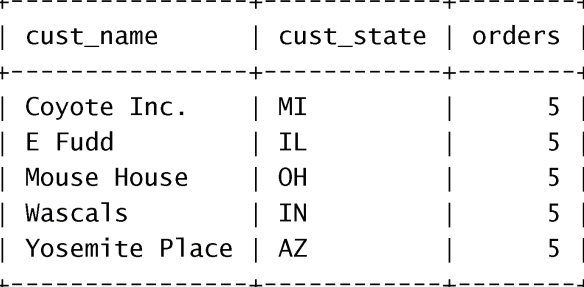 +----------------+------------+--------+
| cust_name      | cust_state | orders |
+----------------+------------+--------+
| Coyote Inc.    | MI         |      5 |
| E Fudd         | IL         |      5 |
| Mouse House    | OH         |      5 |
| Wascals        | IN         |      5 |
| Yosemite Place | AZ         |      5 |
+----------------+------------+--------+